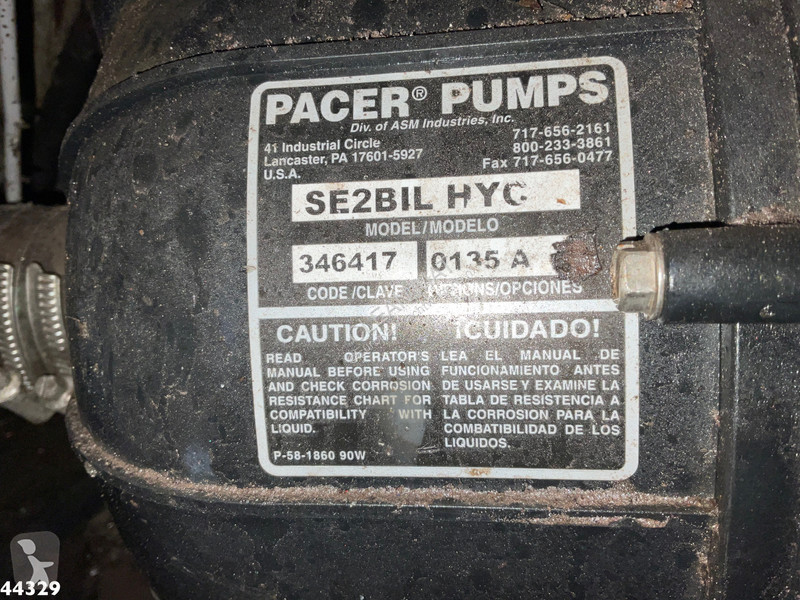 PACER® PUMPS
Div. of ASM Industries, Inc.
41 Industrial Circle
Lancaster, PA 17601-5927
U.S.A.
717-656-2161
800-233-3861
Fax 717-656-0477
SE2BIL HYC
MODEL/MODELO
346417
0135 A
CODE/CLAVE
CAUTION!
READ OPERATOR'S
MANUAL BEFORE USING
AND CHECK CORROSION
RESISTANCE CHART FOR
COMPATIBILITY WITH
LIQUID.
¡CUIDADO!
LEA EL MANUAL DE
FUNCIONAMIENTO ANTES
DE USARSE Y EXAMINE LA
TABLA DE RESISTENCIA A
LA CORROSION PARA LA
COMBATIBILIDAD DE LOS
LIQUIDOS.
P-58-1860 90W
44329